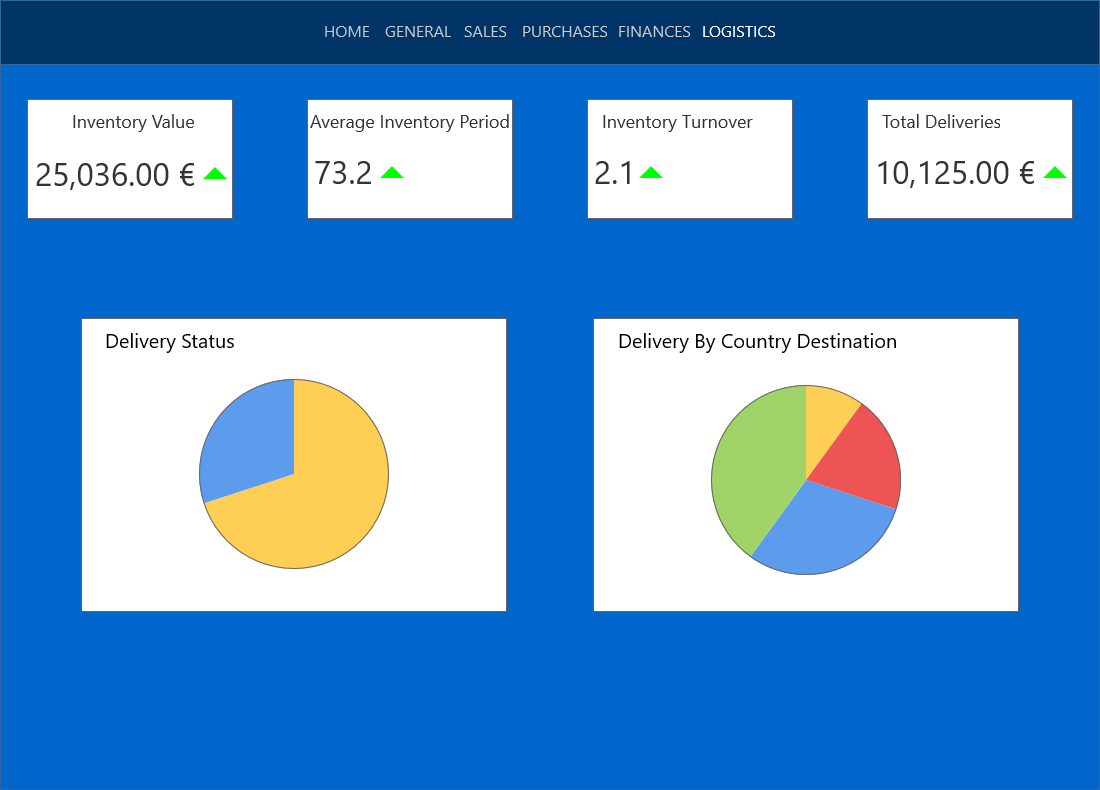 HOME GENERAL SALES PURCHASES FINANCES LOGISTICS
Inventory Value
25,036.00 €
Average Inventory Period
73.2
Inventory Turnover
2.1
Total Deliveries
10,125.00 €
Delivery Status
Delivery By Country Destination